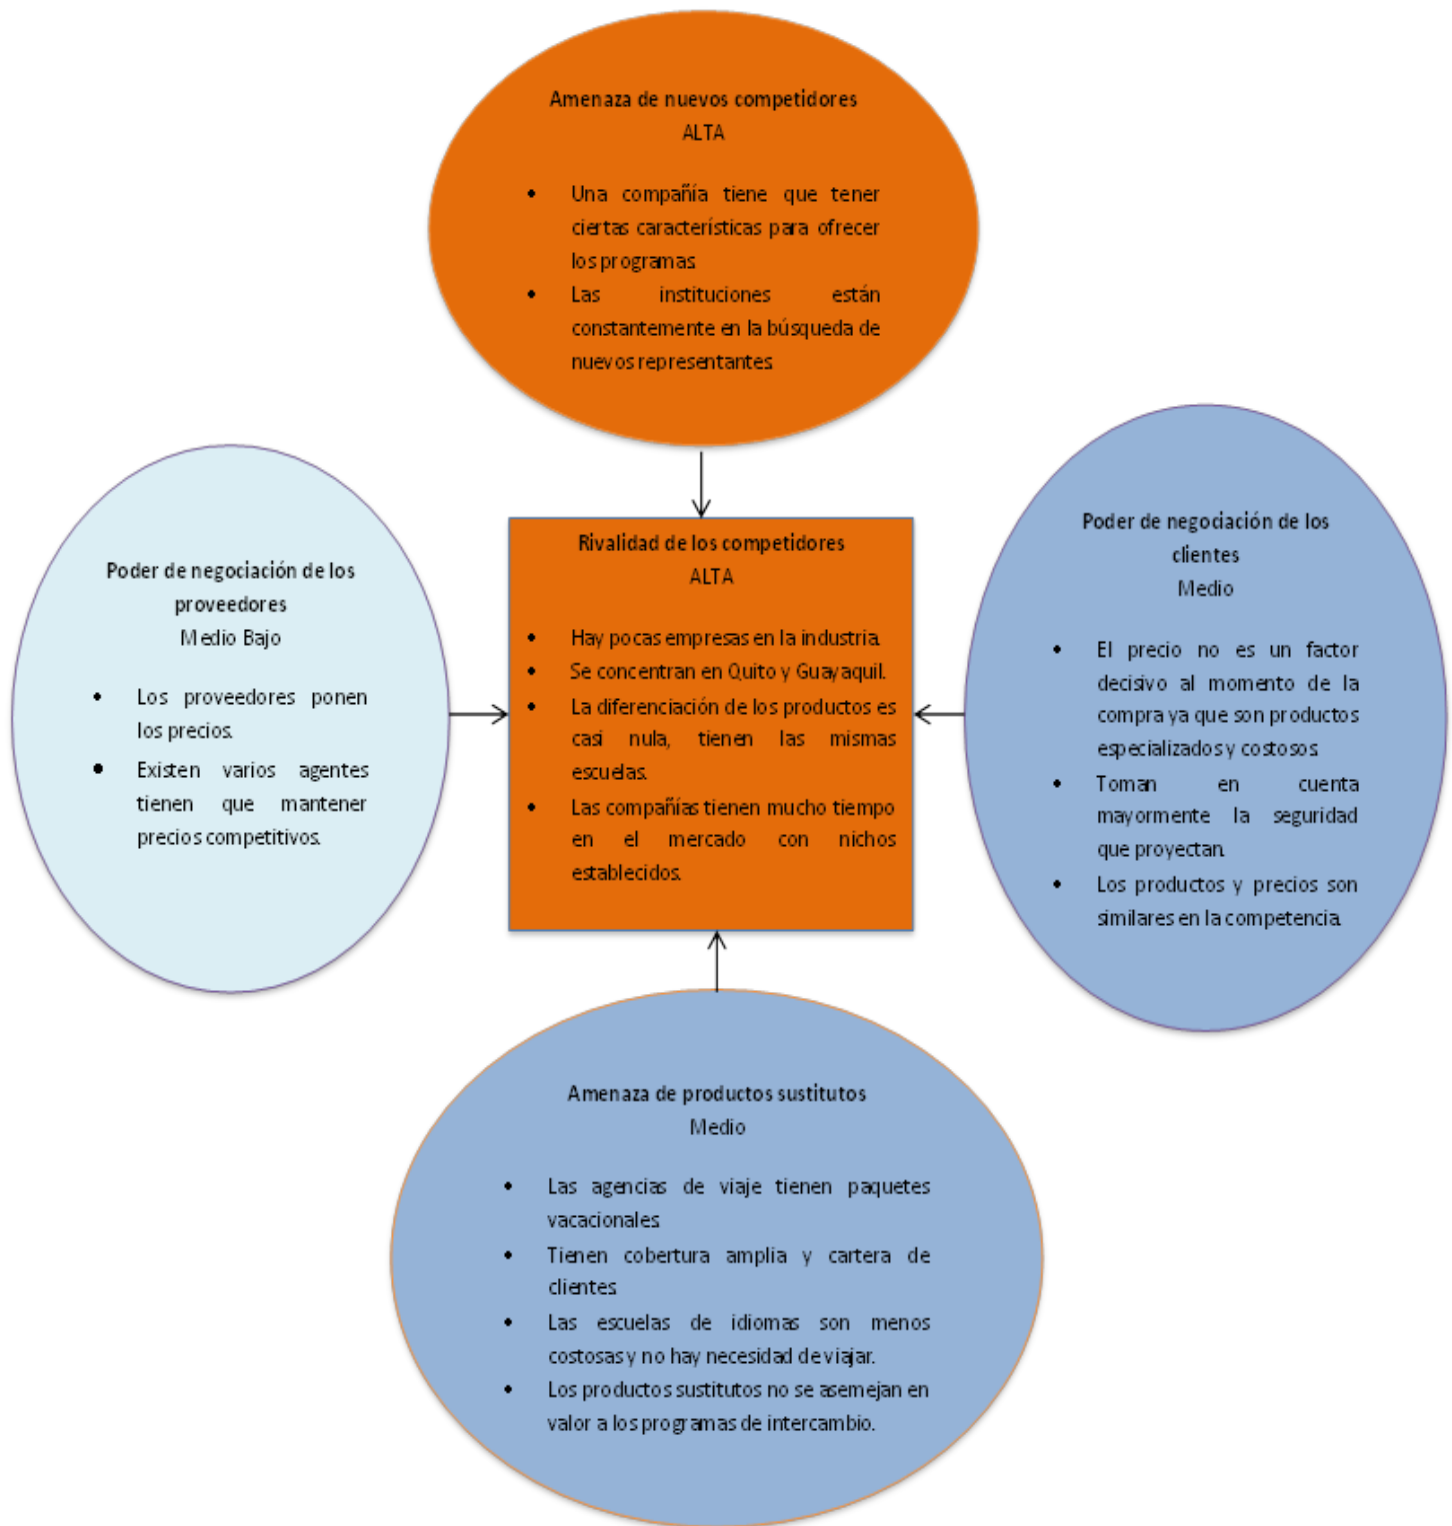 Amenaza de nuevos competidores
ALTA
• Una compañía tiene que tener
ciertas características para ofrecer
los programas.
• Las instituciones están
constantemente en la búsqueda de
nuevos representantes.
Poder de negociación de los
proveedores
Medio Bajo
• Los proveedores ponen
los precios.
• Existen varios agentes
tienen que mantener
precios competitivos.
Rivalidad de los competidores
ALTA
• Hay pocas empresas en la industria.
• Se concentran en Quito y Guayaquil.
• La diferenciación de los productos es
casi nula, tienen las mismas
escuelas.
• Las compañías tienen mucho tiempo
en el mercado con nichos
establecidos.
Poder de negociación de los
clientes
Medio
• El precio no es un factor
decisivo al momento de la
compra ya que son productos
especializados y costosos.
• Toman en cuenta
mayormente la seguridad
que proyectan.
• Los productos y precios son
similares en la competencia.
Amenaza de productos sustitutos
Medio
• Las agencias de viaje tienen paquetes
vacacionales.
• Tienen cobertura amplia y cartera de
clientes.
• Las escuelas de idiomas son menos
costosas y no hay necesidad de viajar.
• Los productos sustitutos no se asemejan en
valor a los programas de intercambio.